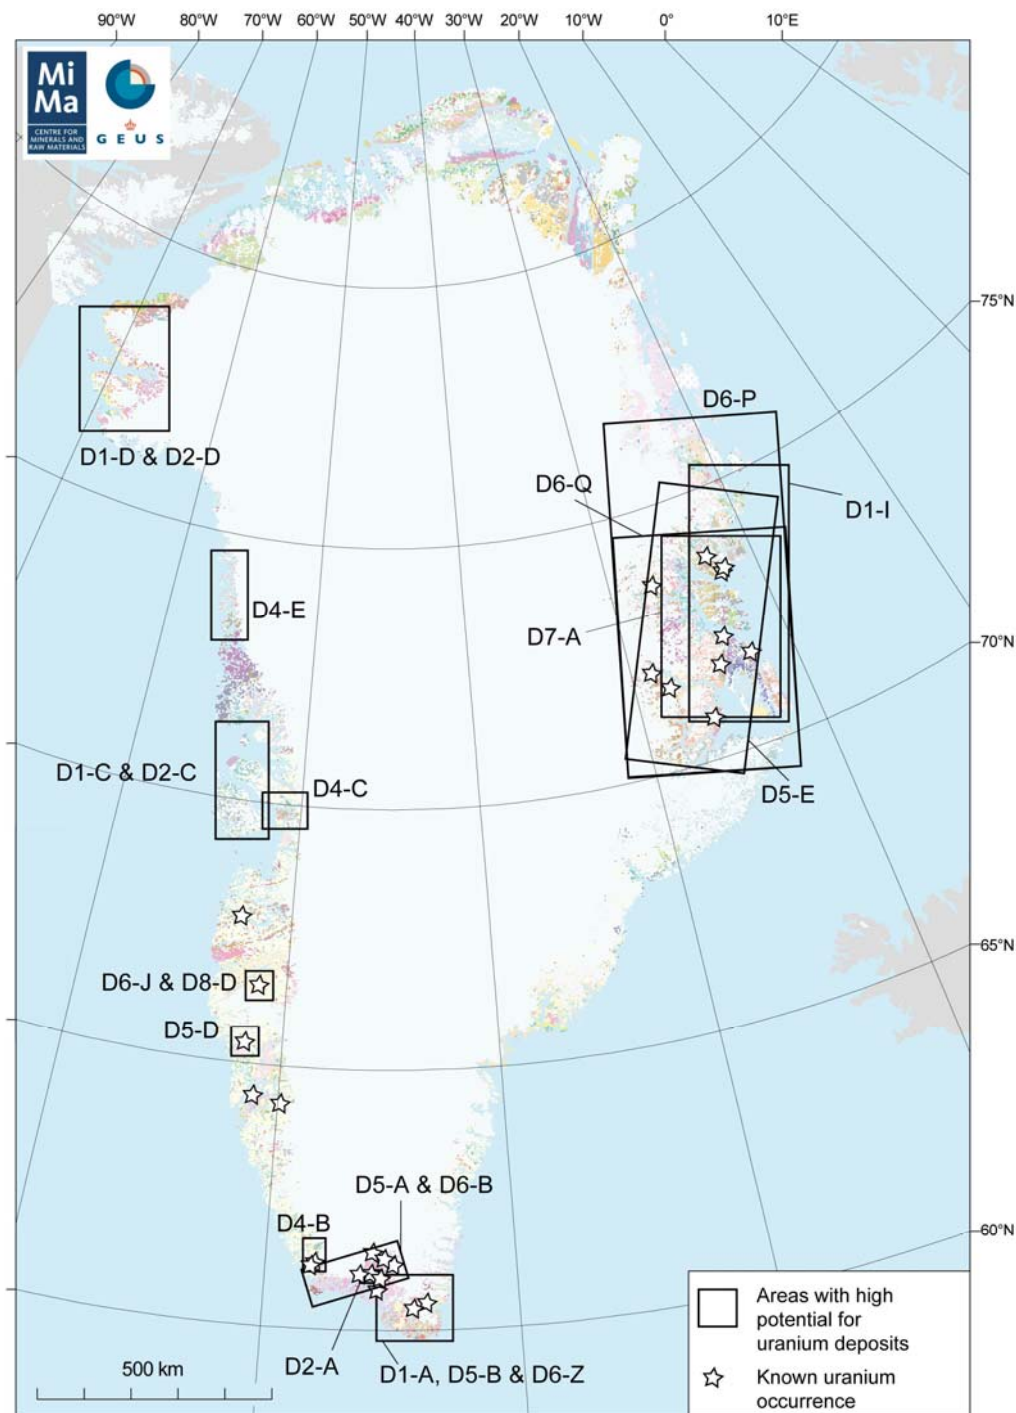 90°W 80°W 70°W 60°W 50°W 40°W 30°W 20°W 10°W 0° 10°E
Mi
Ma
CENTRE FOR
MINERALS AND
RAW MATERIALS
GEUS
75°N
D6-P
D1-D & D2-D
D6-Q
D1-I
D4-E
D7-A
70°N
D1-C & D2-C
D4-C
D5-E
65°N
D6-J & D8-D
D5-D
D5-A & D6-B
D4-B
60°N
D2-A
D1-A, D5-B & D6-Z
500 km
Areas with high
potential for
uranium deposits
Known uranium
occurrence